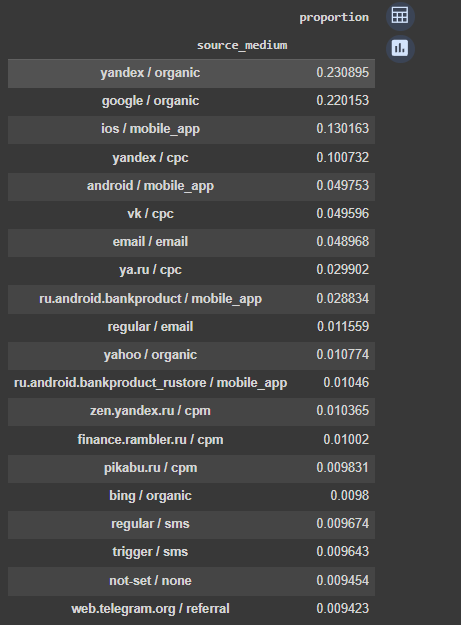 proportion
source_medium
yandex / organic 0.230895
google / organic 0.220153
ios / mobile_app 0.130163
yandex / cpc 0.100732
android / mobile_app 0.049753
vk / cpc 0.049596
email / email 0.048968
ya.ru / cpc 0.029902
ru.android.bankproduct / mobile_app 0.028834
regular / email 0.011559
yahoo / organic 0.010774
ru.android.bankproduct_rustore / mobile_app 0.01046
zen.yandex.ru / cpm 0.010365
finance.rambler.ru / cpm 0.01002
pikabu.ru / cpm 0.009831
bing / organic 0.0098
regular / sms 0.009674
trigger / sms 0.009643
not-set / none 0.009454
web.telegram.org / referral 0.009423